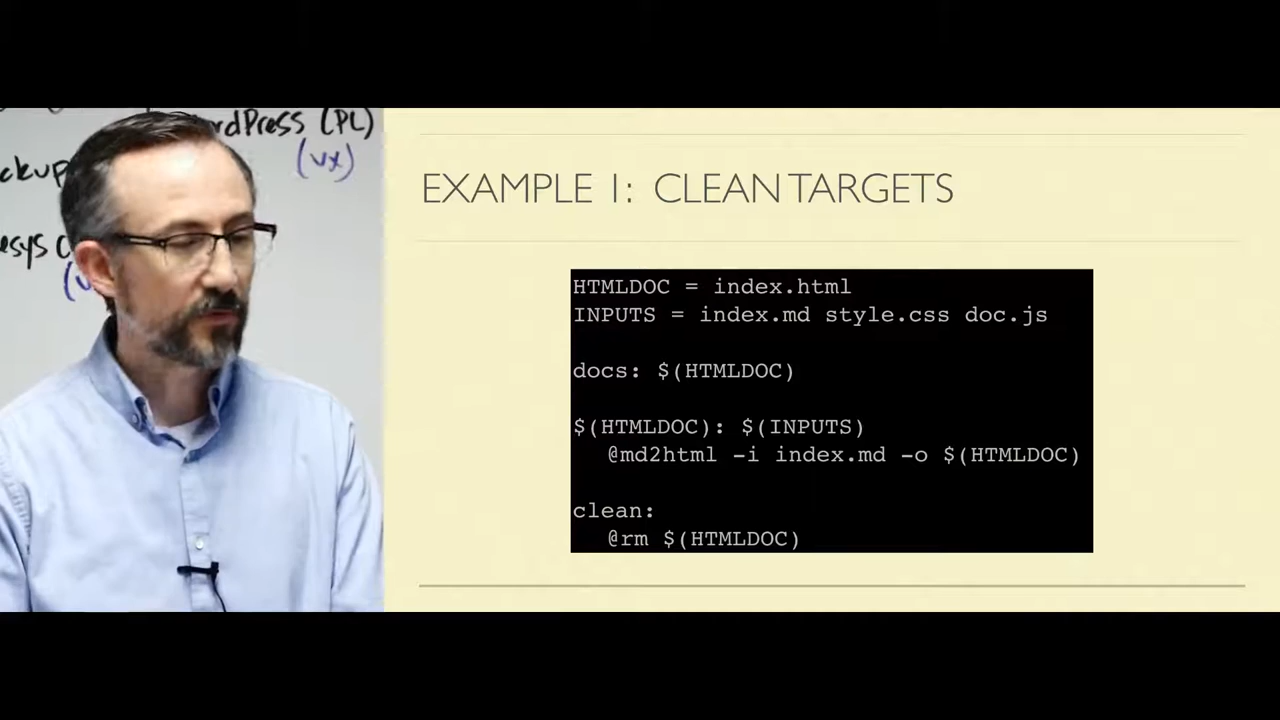 rdPress (PL)
(vx)
ckup
esys (
EXAMPLE 1: CLEAN TARGETS
HTMLDOC = index.html
INPUTS = index.md style.css doc.js
docs: $(HTMLDOC)
$(HTMLDOC): $(INPUTS)
@md2html -i index.md -o $(HTMLDOC)
clean:
@rm $(HTMLDOC)